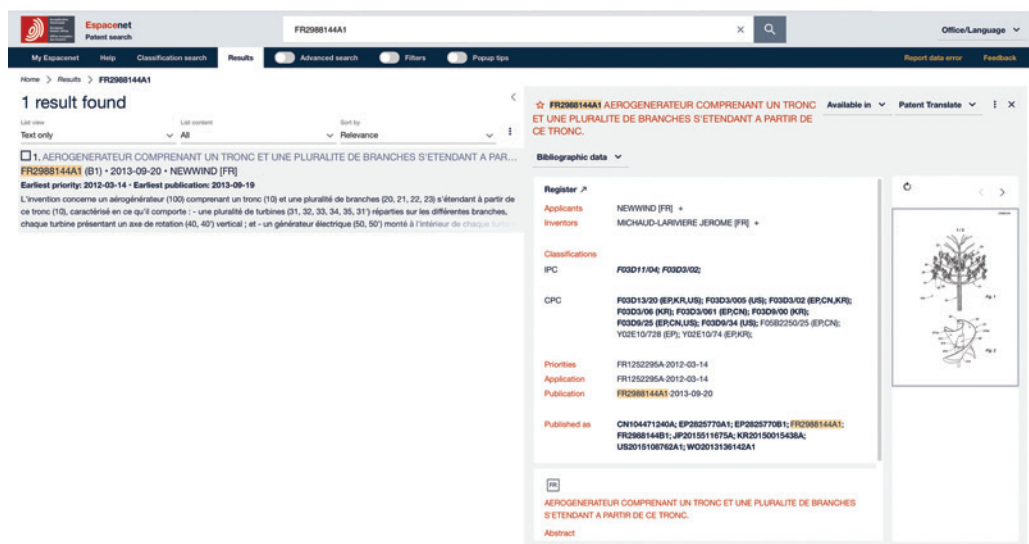 Espacenet
Patent search
FR2988144A1
Office/Language
My Espacenet Help Classification search Results Advanced search Filters Popup tips
Report data error Feedback
Home > Results > FR2988144A1
1 result found
List view List content Sort by
Text only All Relevance
1. AEROGENERATEUR COMPRENANT UN TRONC ET UNE PLURALITE DE BRANCHES S'ETENDANT A PAR...
FR2988144A1 (B1) • 2013-09-20 • NEWWIND [FR]
Earliest priority: 2012-03-14 • Earliest publication: 2013-09-19
L'invention concerne un aérogénérateur (100) comprenant un tronc (10) et une pluralité de branches (20, 21, 22, 23) s'étendant à partir de
ce tronc (10), caractérisé en ce qu'il comporte : - une pluralité de turbines (31, 32, 33, 34, 35, 31') réparties sur les différentes branches,
chaque turbine présentant un axe de rotation (40, 40') vertical ; et - un générateur électrique (50, 50') monté à l'intérieur de chaque turbine
FR2988144A1 AEROGENERATEUR COMPRENANT UN TRONC
ET UNE PLURALITE DE BRANCHES S'ETENDANT A PARTIR DE
CE TRONC.
Available in Patent Translate
Bibliographic data
Register
Applicants NEWWIND [FR] +
Inventors MICHAUD-LARIVIERE JEROME [FR] +
Classifications
IPC F03D11/04; F03D3/02;
CPC F03D13/20 (EP,KR,US); F03D3/005 (US); F03D3/02 (EP,CN,KR);
F03D3/06 (KR); F03D3/061 (EP,CN); F03D9/00 (KR);
F03D9/25 (EP,CN,US); F03D9/34 (US); F05B2250/25 (EP,CN);
Y02E10/728 (EP); Y02E10/74 (EP,KR);
Priorities FR1252295A·2012-03-14
Application FR1252295A·2012-03-14
Publication FR2988144A1·2013-09-20
Published as CN104471240A; EP2825770A1; EP2825770B1; FR2988144A1;
FR2988144B1; JP2015511675A; KR20150015438A;
US2015108762A1; WO2013136142A1
FR
AEROGENERATEUR COMPRENANT UN TRONC ET UNE PLURALITE DE BRANCHES
S'ETENDANT A PARTIR DE CE TRONC.
Abstract
1/2
Fig. 1
Fig. 2